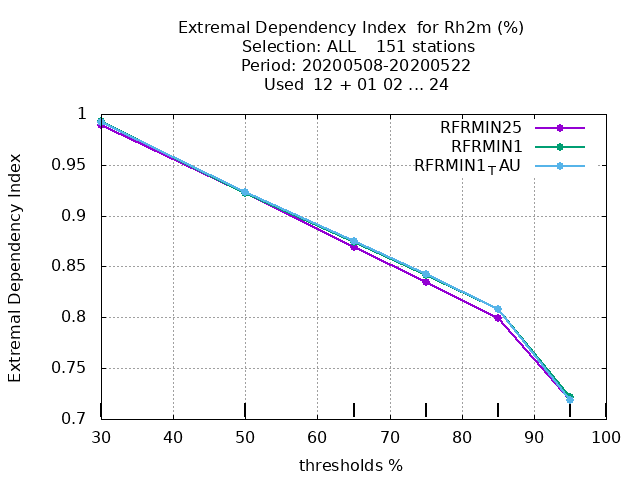 Extremal Dependency Index  for Rh2m (%)
Selection: ALL    151 stations
Period: 20200508-20200522
Used  12 + 01 02 ... 24
RFRMIN25
RFRMIN1
RFRMIN1TAU
Extremal Dependency Index
1
0.95
0.9
0.85
0.8
0.75
0.7
30 40 50 60 70 80 90 100
thresholds %